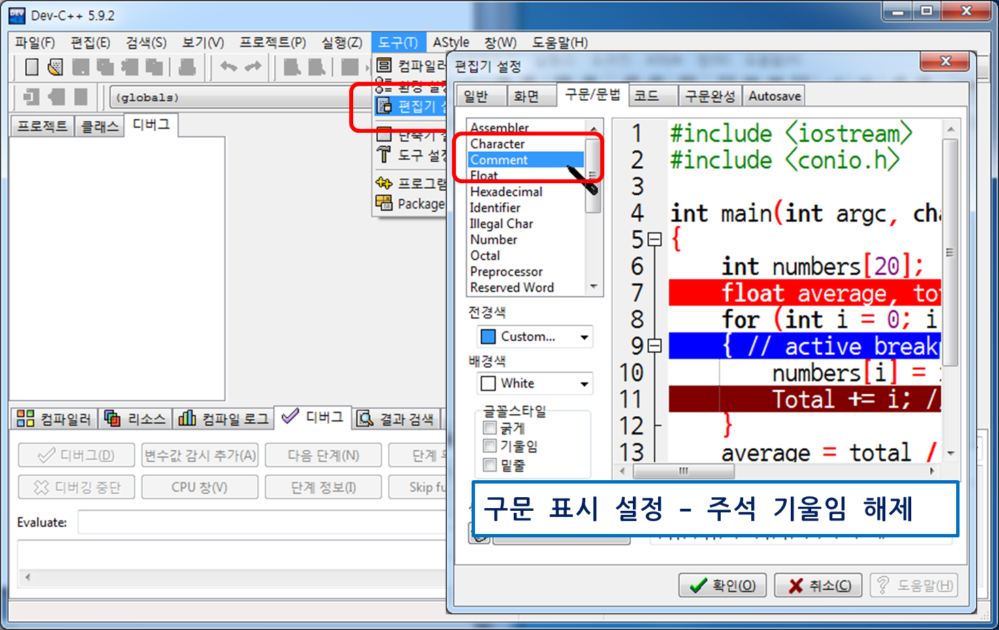 Dev-C++ 5.9.2
파일(F) 편집(E) 검색(S) 보기(V) 프로젝트(P) 실행(Z) 도구(T) AStyle 창(W) 도움말(H)
(globals)
프로젝트 클래스 디버그
컴파일러
환경 설정
편집기
단축키
도구 설정
프로그램
Package
컴파일러 리소스 컴파일 로그 디버그 결과 검색
디버그(D) 변수값 감시 추가(A) 다음 단계(N) 단계
디버깅 중단 CPU 창(V) 단계 정보(I) Skip fu
Evaluate:
편집기 설정
일반 화면 구문/문법 코드 구문완성 Autosave
Assembler
Character
Comment
Float
Hexadecimal
Identifier
Illegal Char
Number
Octal
Preprocessor
Reserved Word
전경색
Custom...
배경색
White
글꼴스타일
굵게
기울임
밑줄
1 #include <iostream>
2 #include <conio.h>
3
4 int main(int argc, cha
5 {
6 int numbers[20];
7 float average, to
8 for (int i = 0; i
9 { // active break
10 numbers[i] =
11 Total += i; /
12 }
13 average = total /
구문 표시 설정 - 주석 기울임 해제
확인(O) 취소(C) 도움말(H)